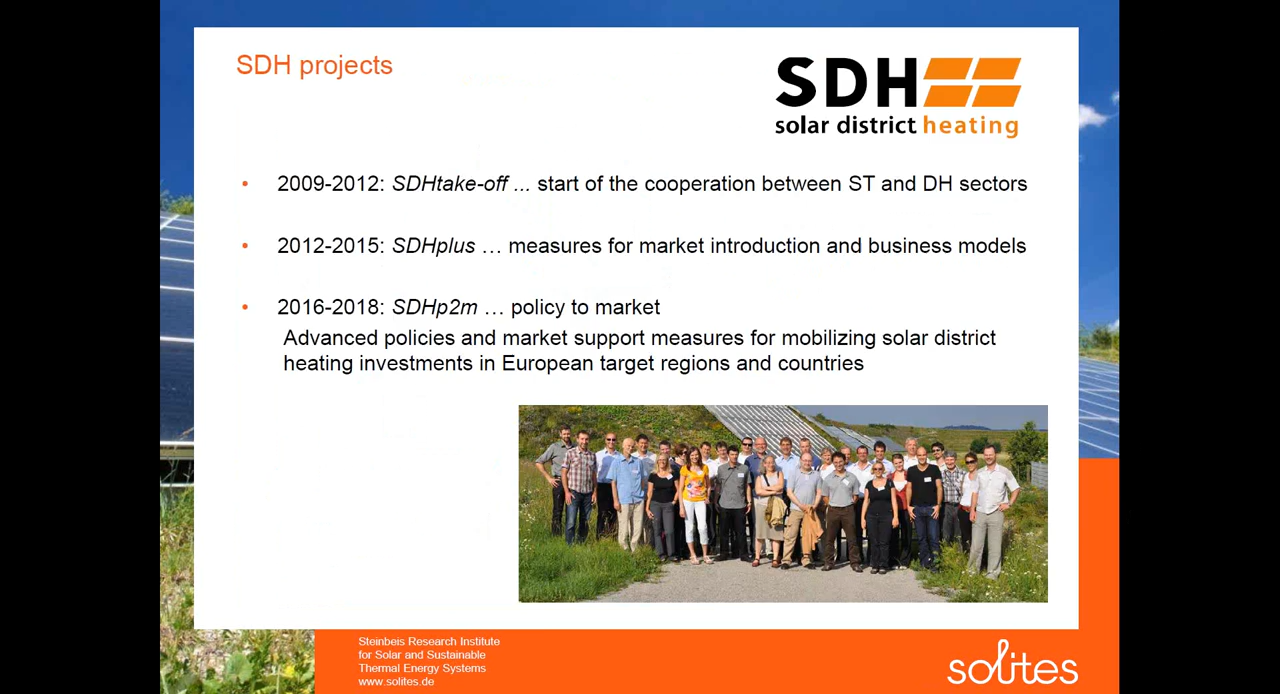 SDH projects
SDH
solar district heating
• 2009-2012: SDHtake-off ... start of the cooperation between ST and DH sectors
• 2012-2015: SDHplus … measures for market introduction and business models
• 2016-2018: SDHp2m … policy to market
Advanced policies and market support measures for mobilizing solar district
heating investments in European target regions and countries
Steinbeis Research Institute
for Solar and Sustainable
Thermal Energy Systems
www.solites.de
solites